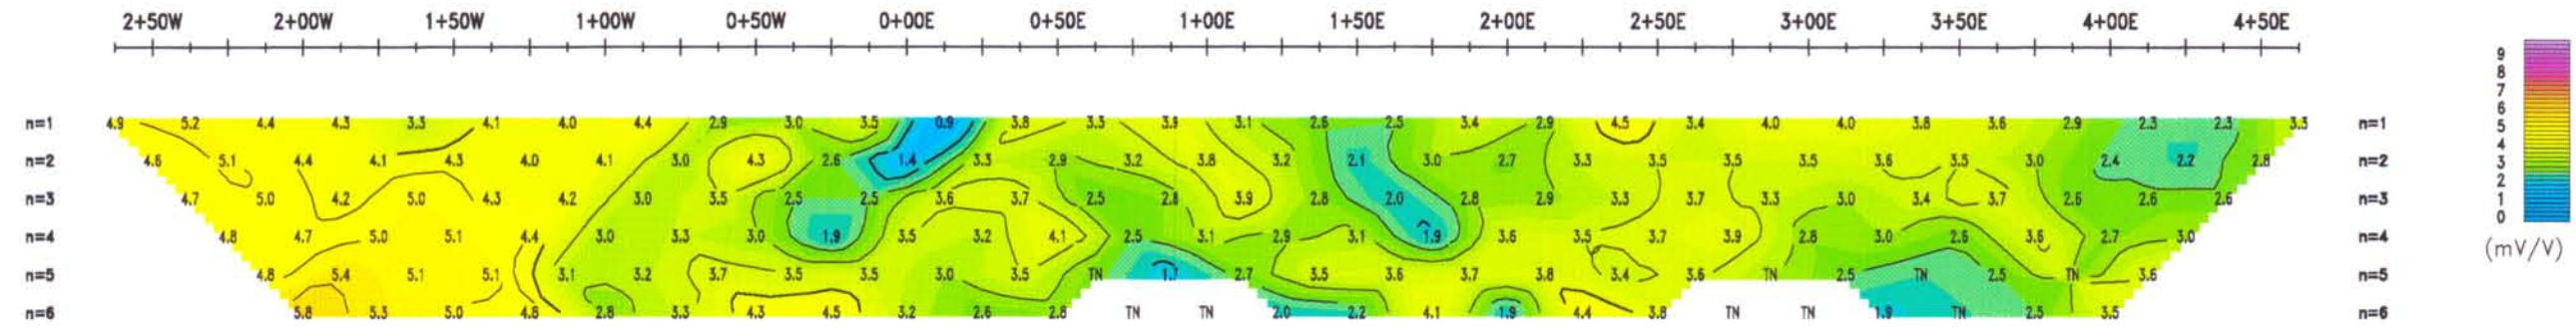 2+50W 2+00W 1+50W 1+00W 0+50W 0+00E 0+50E 1+00E 1+50E 2+00E 2+50E 3+00E 3+50E 4+00E 4+50E
n=1 4.9 5.2 4.4 4.3 3.3 4.1 4.0 4.4 2.9 3.0 3.5 0.9 3.8 3.3 3.9 3.1 2.6 2.5 3.4 2.9 4.5 3.4 4.0 4.0 3.8 3.6 2.9 2.3 2.3 3.3 n=1
n=2 4.6 5.1 4.4 4.1 4.3 4.0 4.1 3.0 4.3 2.6 1.4 3.3 2.9 3.2 3.8 3.2 2.1 3.0 2.7 3.3 3.5 3.5 3.5 3.6 3.5 3.0 2.4 2.2 2.8 n=2
n=3 4.7 5.0 4.2 5.0 4.3 4.2 3.0 3.5 2.5 2.5 3.6 3.7 2.5 2.8 3.9 2.8 2.0 2.8 2.9 3.3 3.7 3.3 3.0 3.4 3.7 2.6 2.6 2.6 n=3
n=4 4.8 4.7 5.0 5.1 4.4 3.0 3.3 3.0 1.9 3.5 3.2 4.1 2.5 3.1 2.9 3.1 1.9 3.6 3.5 3.7 3.9 2.8 3.0 2.6 3.6 2.7 3.0 n=4
n=5 4.8 5.4 5.1 5.1 3.1 3.2 3.7 3.5 3.5 3.0 3.5 TN 1.7 2.7 3.5 3.6 3.7 3.8 3.4 3.6 TN 2.5 TN 2.5 TN 3.6 n=5
n=6 5.8 5.3 5.0 4.8 2.8 3.3 4.3 4.5 3.2 2.6 2.8 TN TN 2.0 2.2 4.1 1.9 4.4 3.8 TN TN 1.9 TN 2.5 3.5 n=6
9
8
7
6
5
4
3
2
1
0
(mV/V)